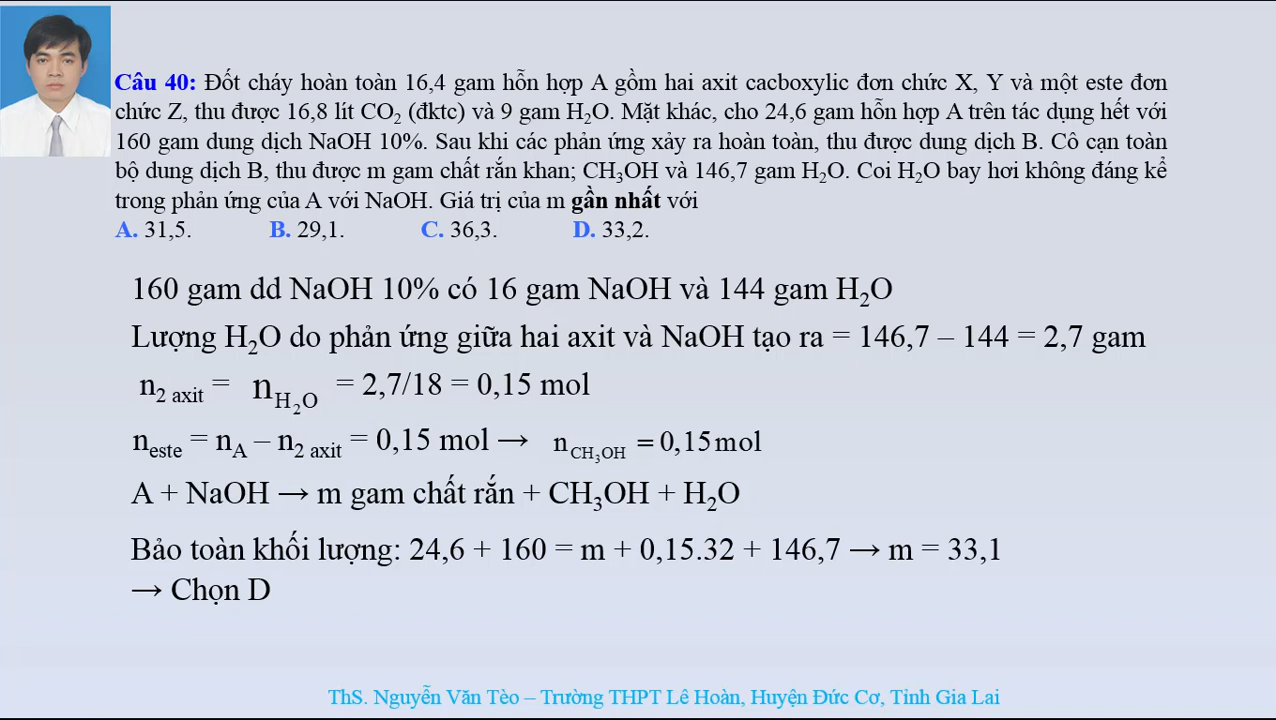 Câu 40: Đốt cháy hoàn toàn 16,4 gam hỗn hợp A gồm hai axit cacboxylic đơn chức X, Y và một este đơn
chức Z, thu được 16,8 lít CO₂ (đktc) và 9 gam H₂O. Mặt khác, cho 24,6 gam hỗn hợp A trên tác dụng hết với
160 gam dung dịch NaOH 10%. Sau khi các phản ứng xảy ra hoàn toàn, thu được dung dịch B. Cô cạn toàn
bộ dung dịch B, thu được m gam chất rắn khan; CH₃OH và 146,7 gam H₂O. Coi H₂O bay hơi không đáng kể
trong phản ứng của A với NaOH. Giá trị của m gần nhất với
A. 31,5. B. 29,1. C. 36,3. D. 33,2.
160 gam dd NaOH 10% có 16 gam NaOH và 144 gam H₂O
Lượng H₂O do phản ứng giữa hai axit và NaOH tạo ra = 146,7 – 144 = 2,7 gam
n₂ axit = n H₂O = 2,7/18 = 0,15 mol
n este = n A – n₂ axit = 0,15 mol → n CH₃OH = 0,15 mol
A + NaOH → m gam chất rắn + CH₃OH + H₂O
Bảo toàn khối lượng: 24,6 + 160 = m + 0,15.32 + 146,7 → m = 33,1
→ Chọn D
ThS. Nguyễn Văn Tèo – Trường THPT Lê Hoàn, Huyện Đức Cơ, Tỉnh Gia Lai